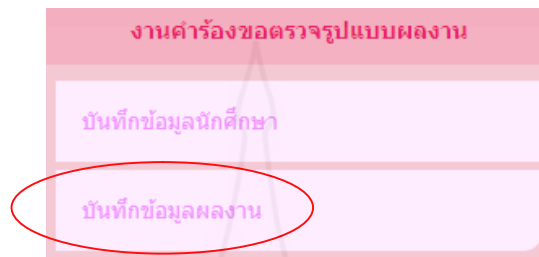 งานคำร้องขอตรวจรูปแบบผลงาน
บันทึกข้อมูลนักศึกษา
บันทึกข้อมูลผลงาน